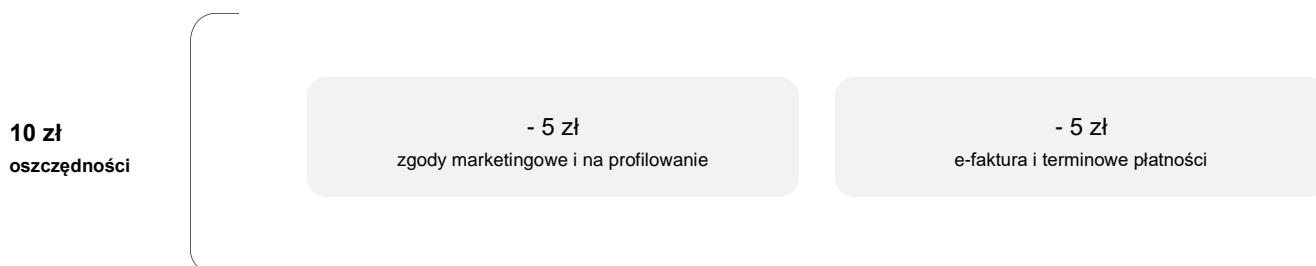 10 zł
oszczędności
- 5 zł
zgody marketingowe i na profilowanie
- 5 zł
e-faktura i terminowe płatności